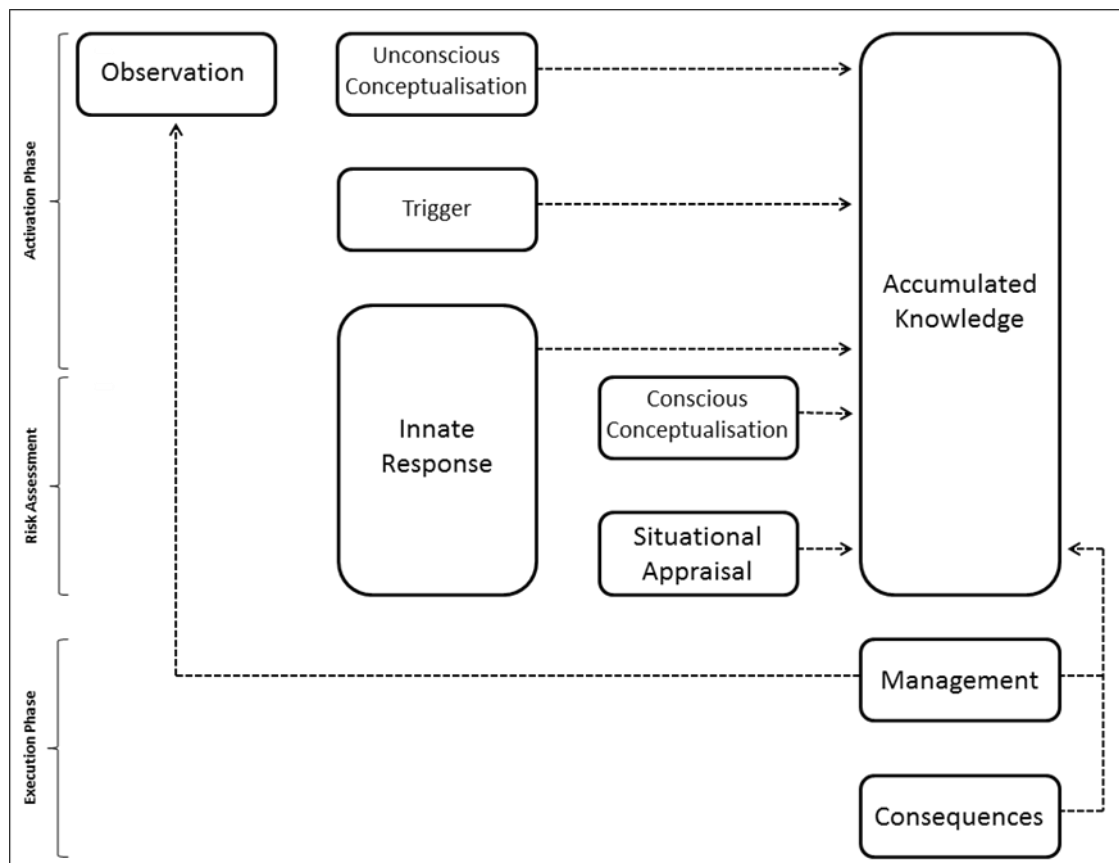 Activation Phase
Observation
Unconscious
Conceptualisation
Trigger
Accumulated
Knowledge
Risk Assessment
Innate
Response
Conscious
Conceptualisation
Situational
Appraisal
Execution Phase
Management
Consequences